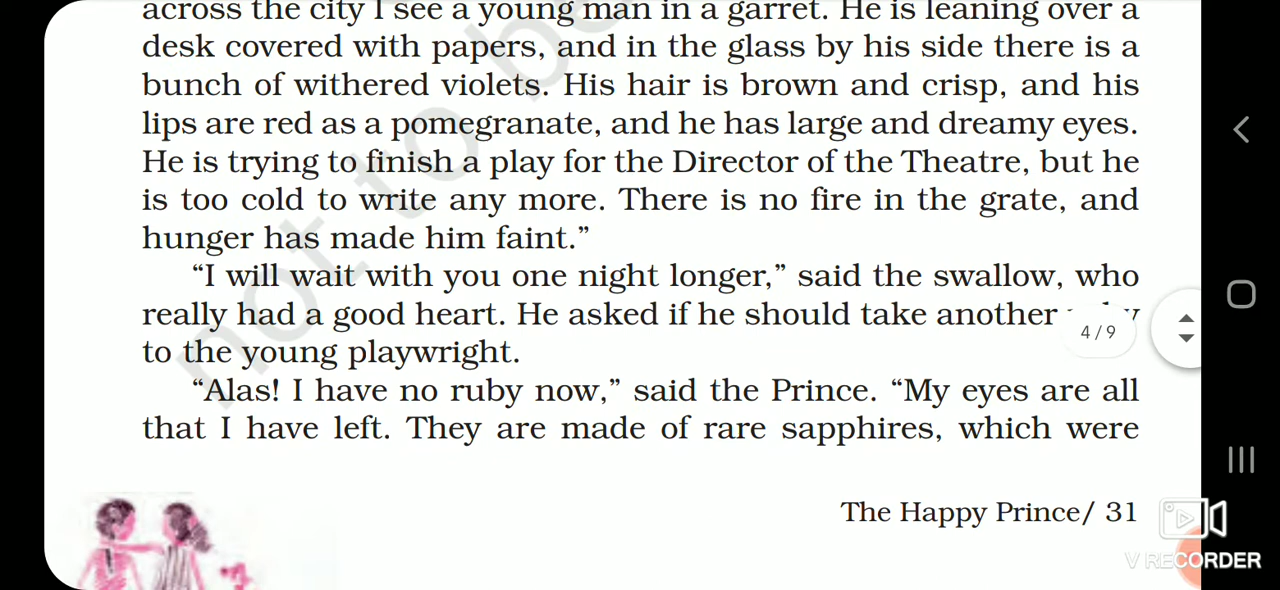 across the city I see a young man in a garret. He is leaning over a
desk covered with papers, and in the glass by his side there is a
bunch of withered violets. His hair is brown and crisp, and his
lips are red as a pomegranate, and he has large and dreamy eyes.
He is trying to finish a play for the Director of the Theatre, but he
is too cold to write any more. There is no fire in the grate, and
hunger has made him faint.”
“I will wait with you one night longer,” said the swallow, who
really had a good heart. He asked if he should take another
4 / 9
to the young playwright.
“Alas! I have no ruby now,” said the Prince. “My eyes are all
that I have left. They are made of rare sapphires, which were
The Happy Prince/ 31
V RECORDER
not to be